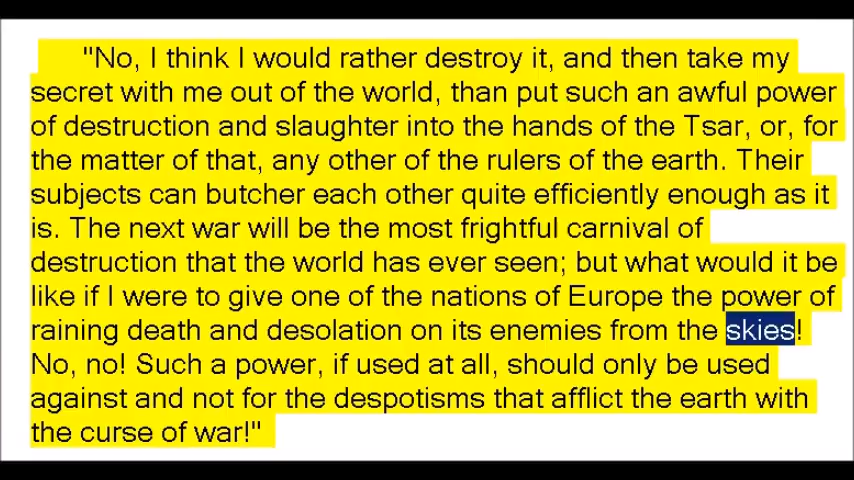 "No, I think I would rather destroy it, and then take my
secret with me out of the world, than put such an awful power
of destruction and slaughter into the hands of the Tsar, or, for
the matter of that, any other of the rulers of the earth. Their
subjects can butcher each other quite efficiently enough as it
is. The next war will be the most frightful carnival of
destruction that the world has ever seen; but what would it be
like if I were to give one of the nations of Europe the power of
raining death and desolation on its enemies from the skies!
No, no! Such a power, if used at all, should only be used
against and not for the despotisms that afflict the earth with
the curse of war!"